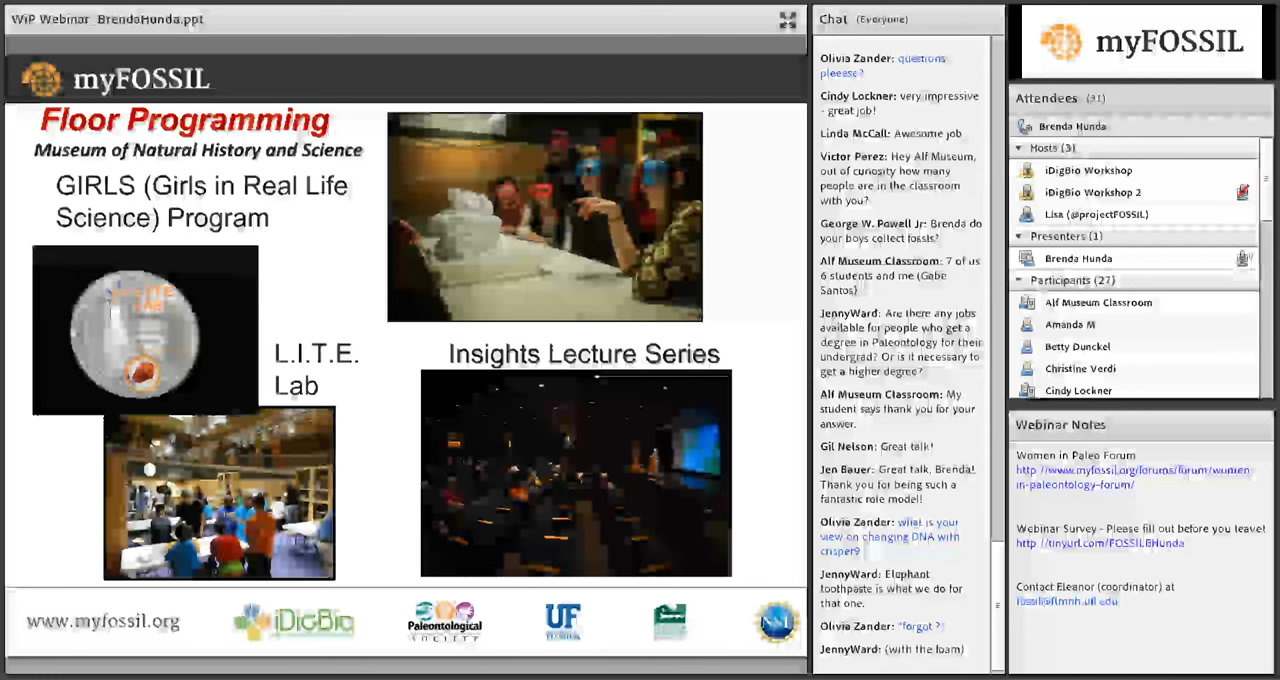 WiP Webinar_BrendaHunda.ppt
myFOSSIL
Floor Programming
Museum of Natural History and Science
GIRLS (Girls in Real Life
Science) Program
L.I.T.E.
Lab
Insights Lecture Series
www.myfossil.org
iDigBio
Paleontological
SOCIETY
UF
Chat (Everyone)
Olivia Zander: questions
pleeese?
Cindy Lockner: very impressive
- great job!
Linda McCall: Awesome job
Victor Perez: Hey Alf Museum,
out of curiosity how many
people are in the classroom
with you?
George W. Powell Jr: Brenda do
your boys collect fossls?
Alf Museum Classroom: 7 of us
6 students and me (Gabe
Santos)
JennyWard: Are there any jobs
available for people who get a
degree in Paleontology for their
undergrad? Or is it necessary to
get a higher degree?
Alf Museum Classroom: My
student says thank you for your
answer.
Gil Nelson: Great talk!
Jen Bauer: Great talk, Brenda!
Thank you for being such a
fantastic role model!
Olivia Zander: what is your
view on changing DNA with
crisper9
JennyWard: Elephant
toothpaste is what we do for
that one.
Olivia Zander: "forgot ?"
JennyWard: (with the foam)
myFOSSIL
Attendees (31)
Brenda Hunda
Hosts (3)
iDigBio Workshop
iDigBio Workshop 2
Lisa (@projectFOSSIL)
Presenters (1)
Brenda Hunda
Participants (27)
Alf Museum Classroom
Amanda M
Betty Dunckel
Christine Verdi
Cindy Lockner
Webinar Notes
Women in Paleo Forum
http://www.myfossil.org/forums/forum/women-
in-paleontology-forum/
Webinar Survey - Please fill out before you leave!
http://tinyurl.com/FOSSILBHunda
Contact Eleanor (coordinator) at
fossil@flmnh.ufl.edu